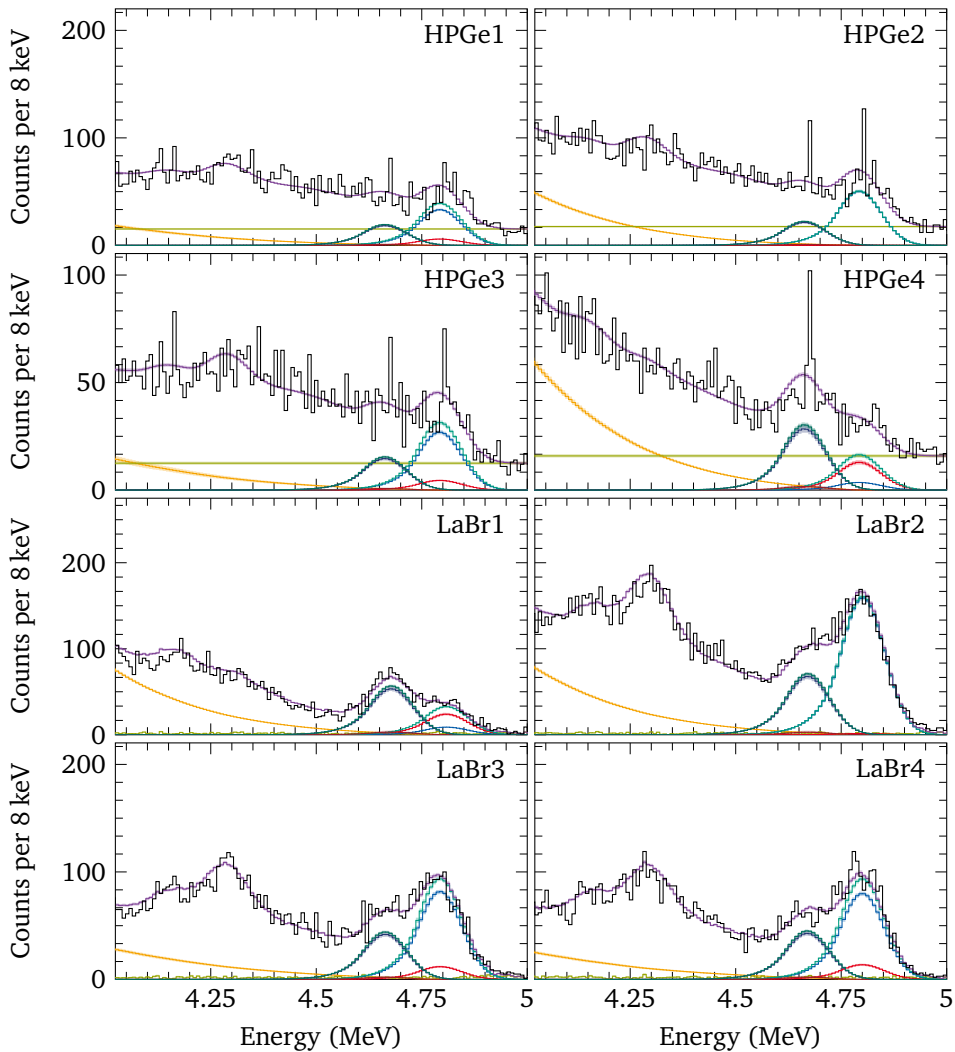 HPGe1 HPGe2
200
100
0
Counts per 8 keV
HPGe3 HPGe4
100
50
0
Counts per 8 keV
LaBr1 LaBr2
200
100
0
Counts per 8 keV
LaBr3 LaBr4
200
100
0
Counts per 8 keV
4.25 4.5 4.75 5 4.25 4.5 4.75 5
Energy (MeV) Energy (MeV)